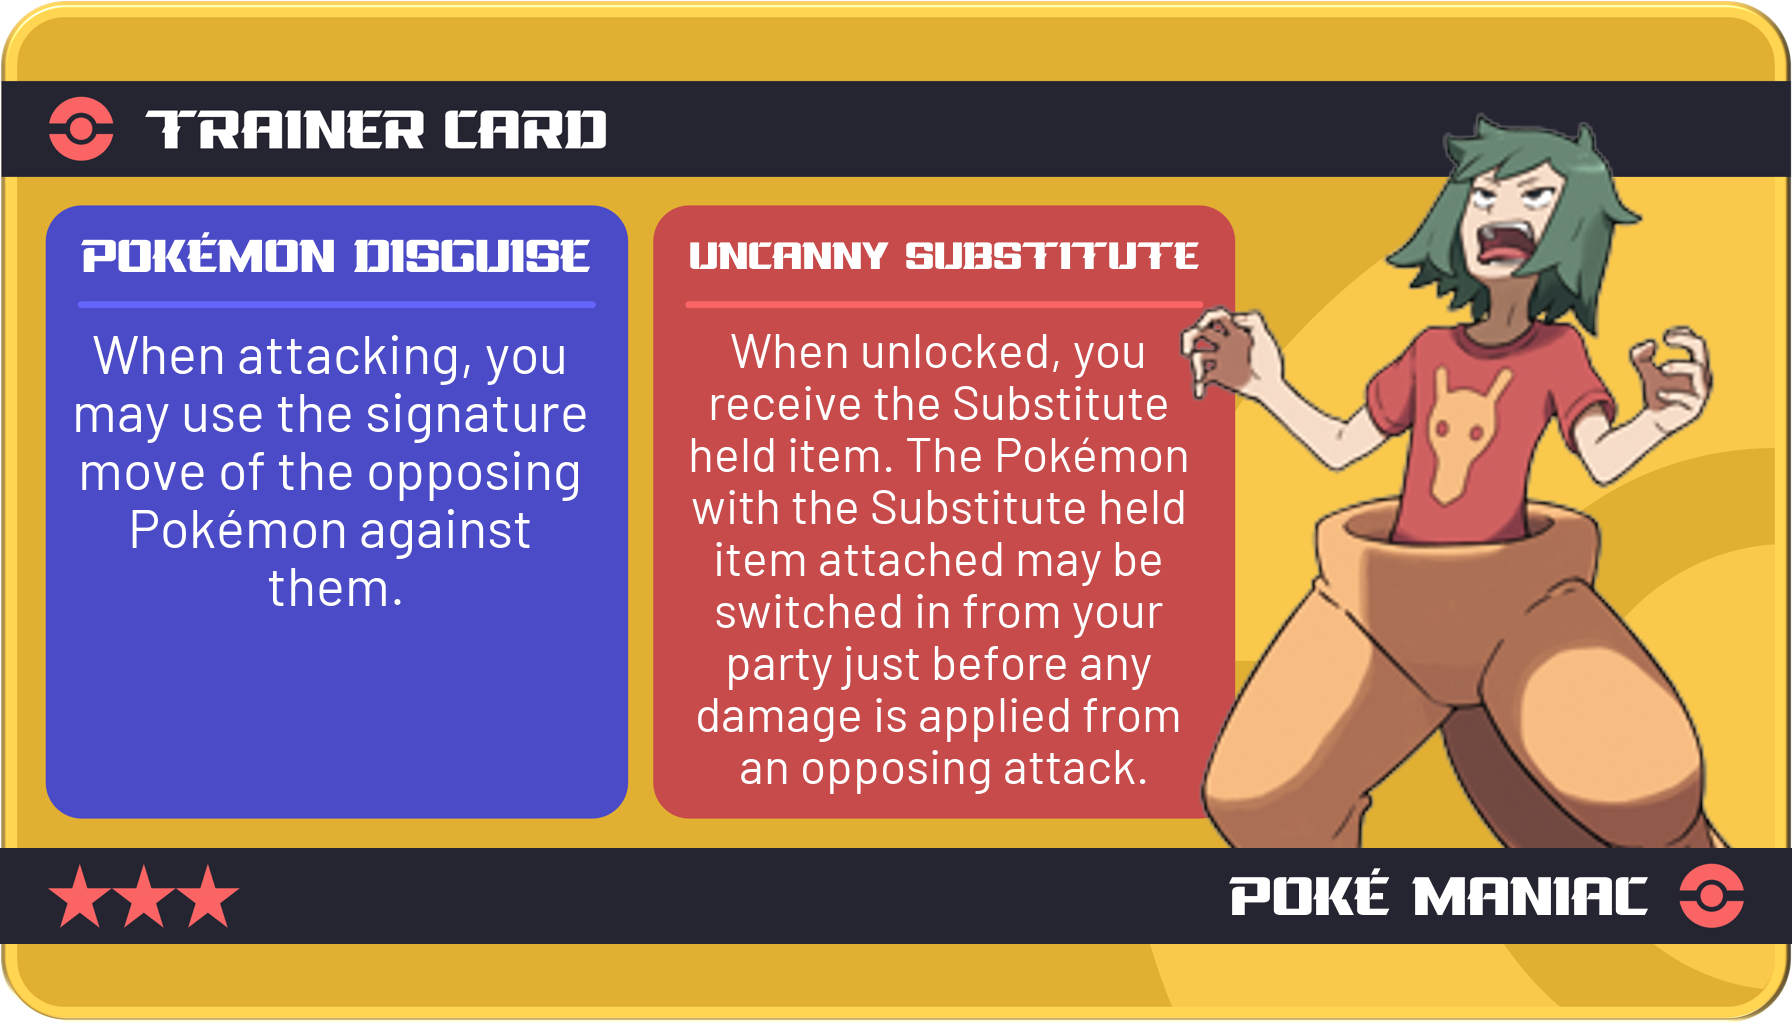 TRAINER CARD
POKÉMON DISGUISE
When attacking, you
may use the signature
move of the opposing
Pokémon against
them.
UNCANNY SUBSTITUTE
When unlocked, you
receive the Substitute
held item. The Pokémon
with the Substitute held
item attached may be
switched in from your
party just before any
damage is applied from
an opposing attack.
POKÉ MANIAC